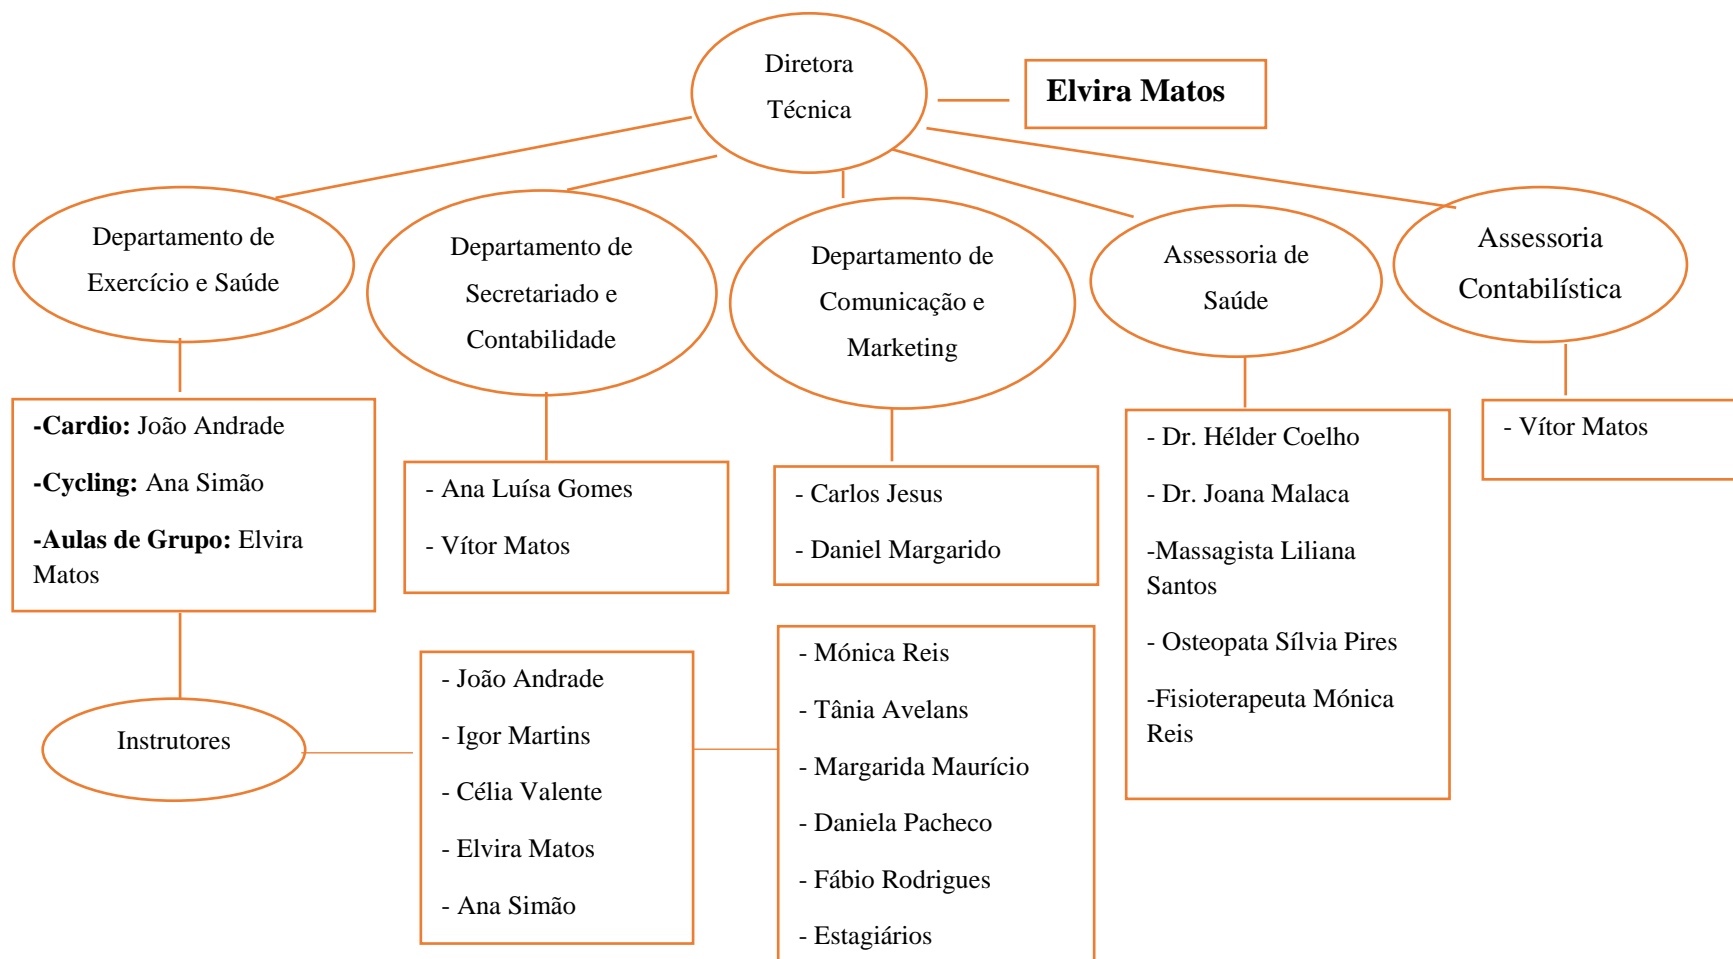 Diretora
Técnica
Elvira Matos
Departamento de
Exercício e Saúde
Departamento de
Secretariado e
Contabilidade
Departamento de
Comunicação e
Marketing
Assessoria de
Saúde
Assessoria
Contabilística
-Cardio: João Andrade
-Cycling: Ana Simão
-Aulas de Grupo: Elvira
Matos
- Ana Luísa Gomes
- Vítor Matos
- Carlos Jesus
- Daniel Margarido
- Dr. Hélder Coelho
- Dr. Joana Malaca
-Massagista Liliana
Santos
- Osteopata Sílvia Pires
-Fisioterapeuta Mónica
Reis
- Vítor Matos
Instrutores
- João Andrade
- Igor Martins
- Célia Valente
- Elvira Matos
- Ana Simão
- Mónica Reis
- Tânia Avelans
- Margarida Maurício
- Daniela Pacheco
- Fábio Rodrigues
- Estagiários